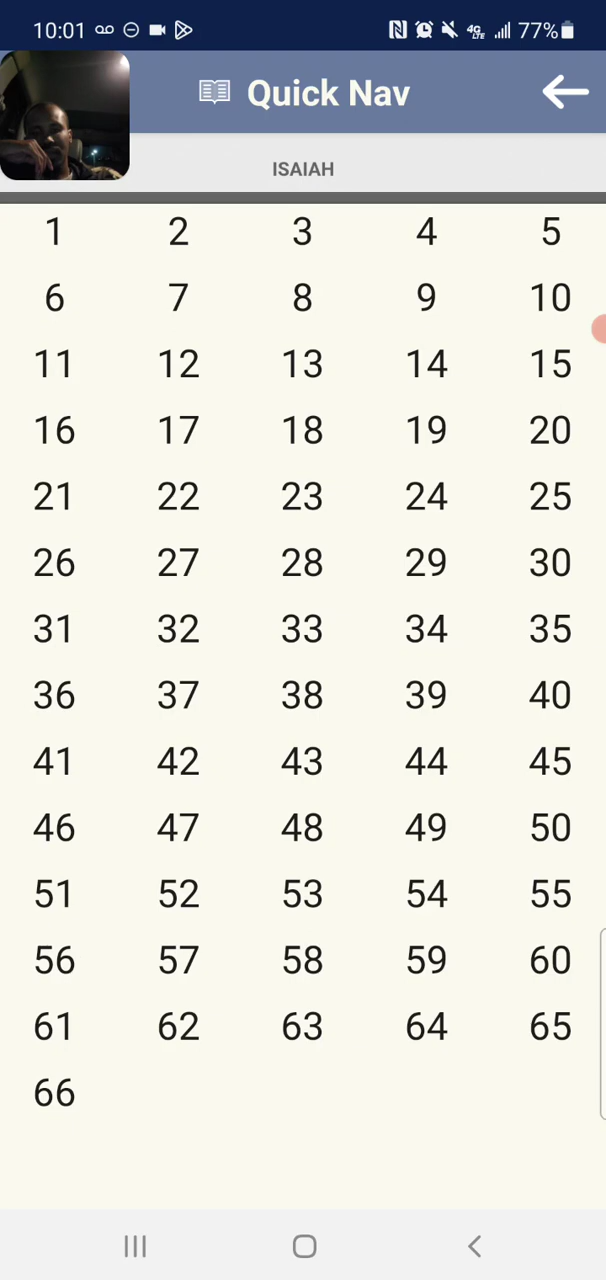 10:01 4G LTE 77%
Quick Nav
ISAIAH
1 2 3 4 5
6 7 8 9 10
11 12 13 14 15
16 17 18 19 20
21 22 23 24 25
26 27 28 29 30
31 32 33 34 35
36 37 38 39 40
41 42 43 44 45
46 47 48 49 50
51 52 53 54 55
56 57 58 59 60
61 62 63 64 65
66